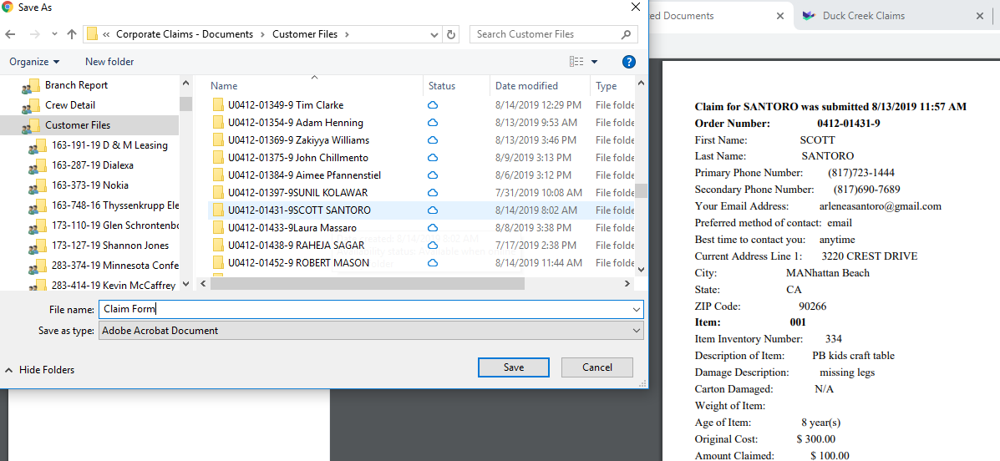 Save As
Corporate Claims - Documents
Customer Files
Search Customer Files
Organize
New folder
Branch Report
Crew Detail
Customer Files
163-191-19 D & M Leasing
163-287-19 Dialexa
163-373-19 Nokia
163-748-16 Thyssenkrupp Ele
173-110-19 Glen Schrontenbo
173-127-19 Shannon Jones
283-374-19 Minnesota Confe
283-414-19 Kevin McCaffrey
Name Status Date modified Type
U0412-01349-9 Tim Clarke 8/14/2019 12:29 PM File folde
U0412-01354-9 Adam Henning 8/13/2019 9:53 AM File folde
U0412-01369-9 Zakiyya Williams 8/13/2019 3:46 PM File folde
U0412-01375-9 John Chillmento 8/9/2019 3:13 PM File folde
U0412-01384-9 Aimee Pfannenstiel 8/6/2019 3:12 PM File folde
U0412-01397-9SUNIL KOLAWAR 7/31/2019 10:08 AM File folde
U0412-01431-9SCOTT SANTORO 8/14/2019 8:02 AM File folde
U0412-01433-9Laura Massaro 8/8/2019 3:38 PM File folde
U0412-01438-9 RAHEJA SAGAR 7/17/2019 2:38 PM File folde
U0412-01452-9 ROBERT MASON 8/14/2019 11:44 AM File folde
File name: Claim Form
Save as type: Adobe Acrobat Document
Hide Folders
Save
Cancel
ed Documents
Duck Creek Claims
Claim for SANTORO was submitted 8/13/2019 11:57 AM
Order Number: 0412-01431-9
First Name: SCOTT
Last Name: SANTORO
Primary Phone Number: (817)723-1444
Secondary Phone Number: (817)690-7689
Your Email Address: arleneasantoro@gmail.com
Preferred method of contact: email
Best time to contact you: anytime
Current Address Line 1: 3220 CREST DRIVE
City: MANhattan Beach
State: CA
ZIP Code: 90266
Item: 001
Item Inventory Number: 334
Description of Item: PB kids craft table
Damage Description: missing legs
Carton Damaged: N/A
Weight of Item:
Age of Item: 8 year(s)
Original Cost: $ 300.00
Amount Claimed: $ 100.00